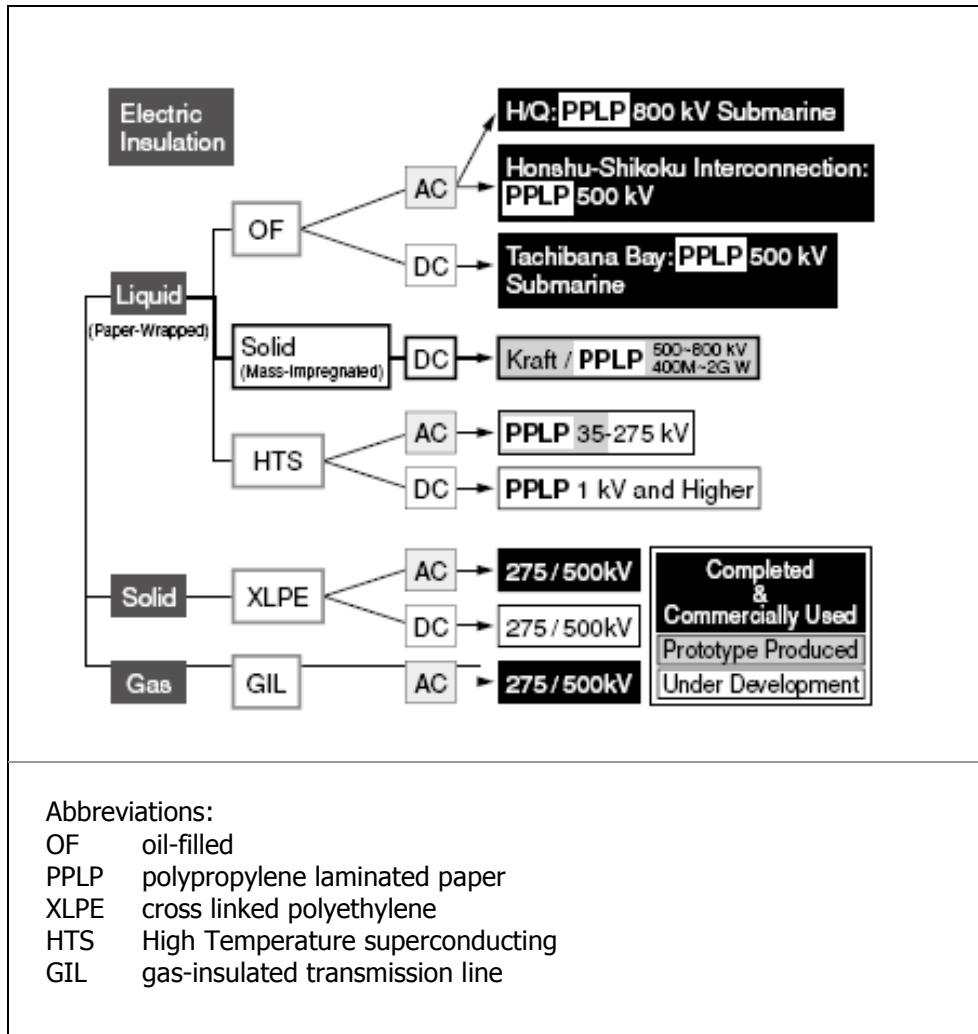 Electric
Insulation
H/Q: PPLP 800 kV Submarine
Honshu-Shikoku Interconnection:
PPLP 500 kV
Tachibana Bay: PPLP 500 kV
Submarine
OF
AC
DC
Liquid
(Paper-Wrapped)
Solid
(Mass-Impregnated)
DC
Kraft / PPLP 500~800 kV
400M~2G W
HTS
AC
PPLP 35-275 kV
DC
PPLP 1 kV and Higher
Solid
XLPE
AC
275/500kV
DC
275/500kV
Gas
GIL
AC
275/500kV
Completed
&
Commercially Used
Prototype Produced
Under Development
Abbreviations:
OF oil-filled
PPLP polypropylene laminated paper
XLPE cross linked polyethylene
HTS High Temperature superconducting
GIL gas-insulated transmission line